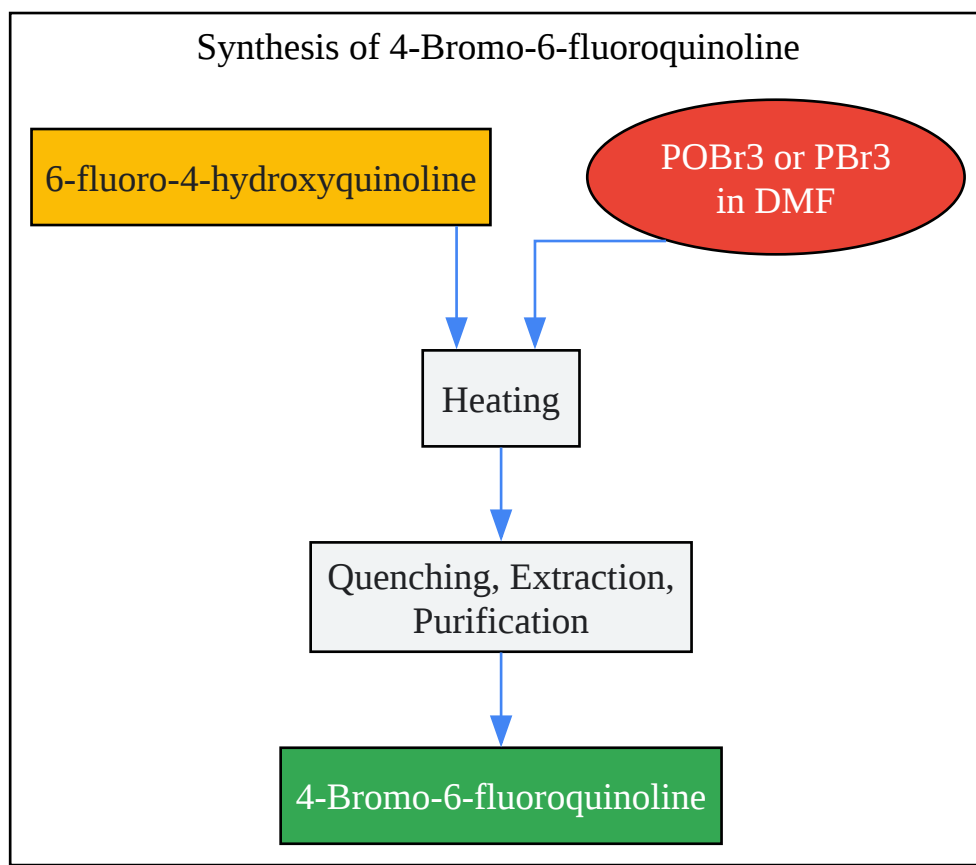 Synthesis of 4-Bromo-6-fluoroquinoline
6-fluoro-4-hydroxyquinoline
POBr3 or PBr3
in DMF
Heating
Quenching, Extraction,
Purification
4-Bromo-6-fluoroquinoline